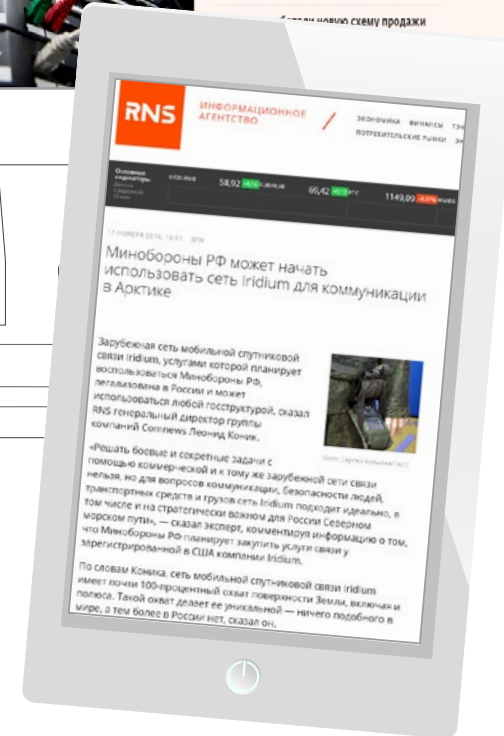 новую схему продажи
RNS
ИНФОРМАЦИОННОЕ
АГЕНТСТВО
ЭКОНОМИКА ФИНАНСЫ
ПОТРЕБИТЕЛЬСКИЕ РЫНКИ
Основные
индикаторы
58,92
69,42
1149,09
Минобороны РФ может начать
использовать сеть Iridium для коммуникации
в Арктике
Зарубежная сеть мобильной спутниковой
связи Iridium, услугами которой планирует
воспользоваться Минобороны РФ,
легализована в России и может
использоваться любой госструктурой, сказал
RNS генеральный директор группы
компаний Comnews Леонид Коник.
«Решать боевые и секретные задачи с
помощью коммерческой и к тому же зарубежной сети связи
нельзя, но для вопросов коммуникации, безопасности людей,
транспортных средств и грузов сеть Iridium подходит идеально, в
том числе и на стратегически важном для России Северном
морском пути», — сказал эксперт, комментируя информацию о том,
что Минобороны РФ планирует закупить услуги связи у
зарегистрированной в США компании Iridium.
По словам Коника, сеть мобильной спутниковой связи Iridium
имеет почти 100-процентный охват поверхности Земли, включая и
полюса. Такой охват делает ее уникальной — ничего подобного в
мире, а тем более в России нет, сказал он.